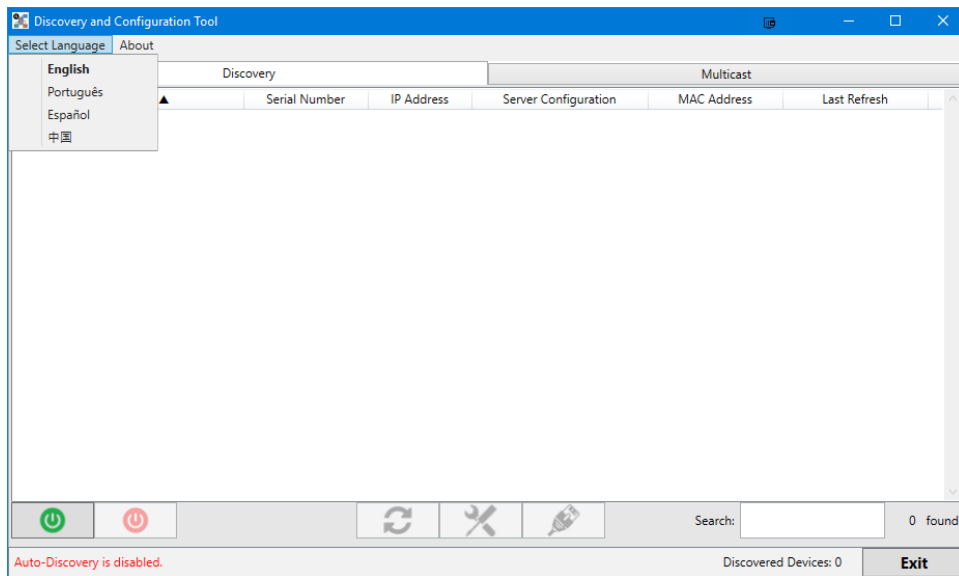 Discovery and Configuration Tool
Select Language About
English
Português
Español
中国
Discovery Multicast
Serial Number IP Address Server Configuration MAC Address Last Refresh
Search: 0 found
Auto-Discovery is disabled. Discovered Devices: 0 Exit